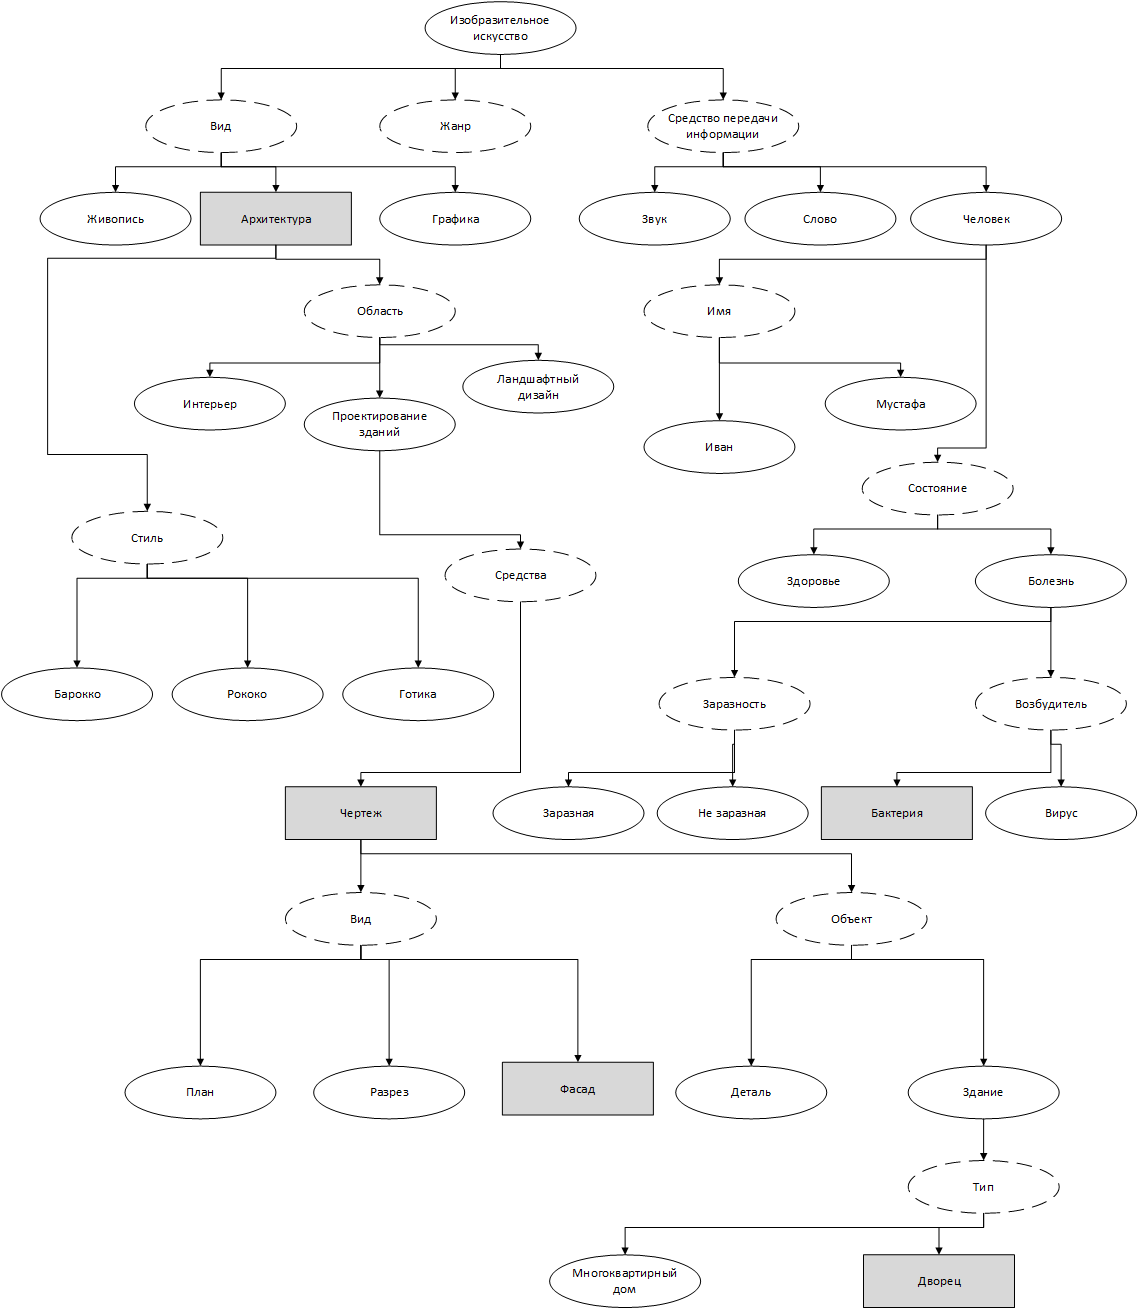 Изобразительное
искусство
Вид
Жанр
Средство передачи
информации
Живопись
Архитектура
Графика
Звук
Слово
Человек
Область
Имя
Интерьер
Проектирование
зданий
Ландшафтный
дизайн
Мустафа
Иван
Состояние
Стиль
Средства
Здоровье
Болезнь
Барокко
Рококо
Готика
Заразность
Возбудитель
Чертеж
Заразная
Не заразная
Бактерия
Вирус
Вид
Объект
План
Разрез
Фасад
Деталь
Здание
Тип
Многоквартирный
дом
Дворец